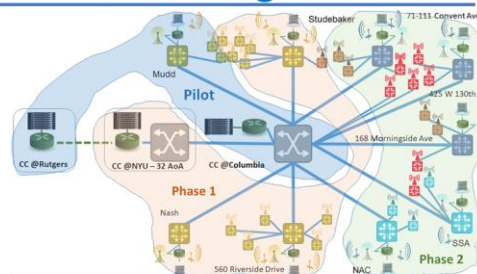 Studebaker
71-111 Convent Ave
Mudd
Pilot
425 W 130th
168 Morningside Ave
CC @Rutgers
CC @NYU – 32 AoA
CC @Columbia
Phase 1
Nash
SSA
560 Riverside Drive
NAC
Phase 2